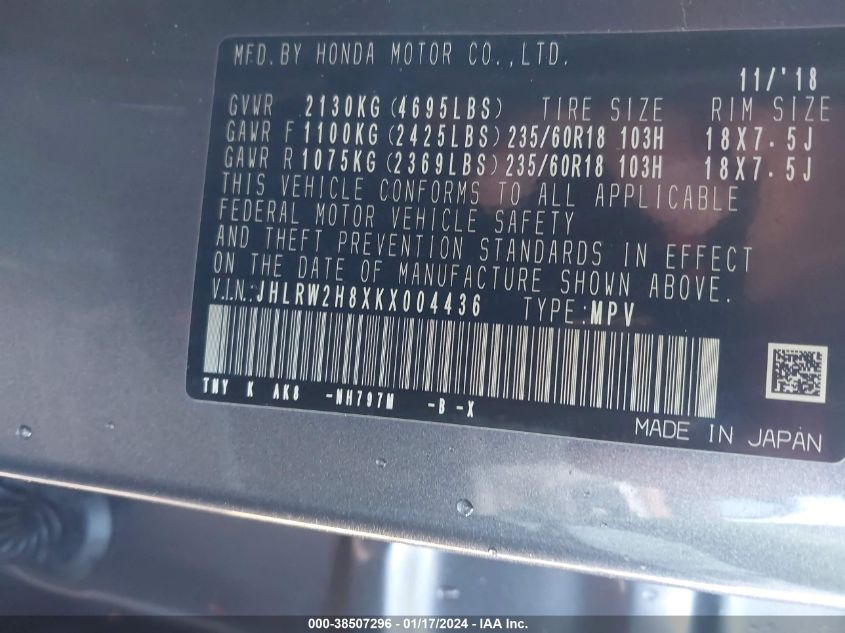 MFD.BY HONDA MOTOR CO.,LTD.
11/'18
GVWR 2130KG(4695LBS) TIRE SIZE RIM SIZE
GAWR F 1100KG(2425LBS) 235/60R18 103H 18X7.5J
GAWR R 1075KG(2369LBS) 235/60R18 103H 18X7.5J
THIS VEHICLE CONFORMS TO ALL APPLICABLE
FEDERAL MOTOR VEHICLE SAFETY
AND THEFT PREVENTION STANDARDS IN EFFECT
ON THE DATE OF MANUFACTURE SHOWN ABOVE.
V.I.N.:JHLRW2H8XKX004436 TYPE:MPV
TNY K AK8 -NH797M -B -X
MADE IN JAPAN
000-38507296 - 01/17/2024 - IAA Inc.